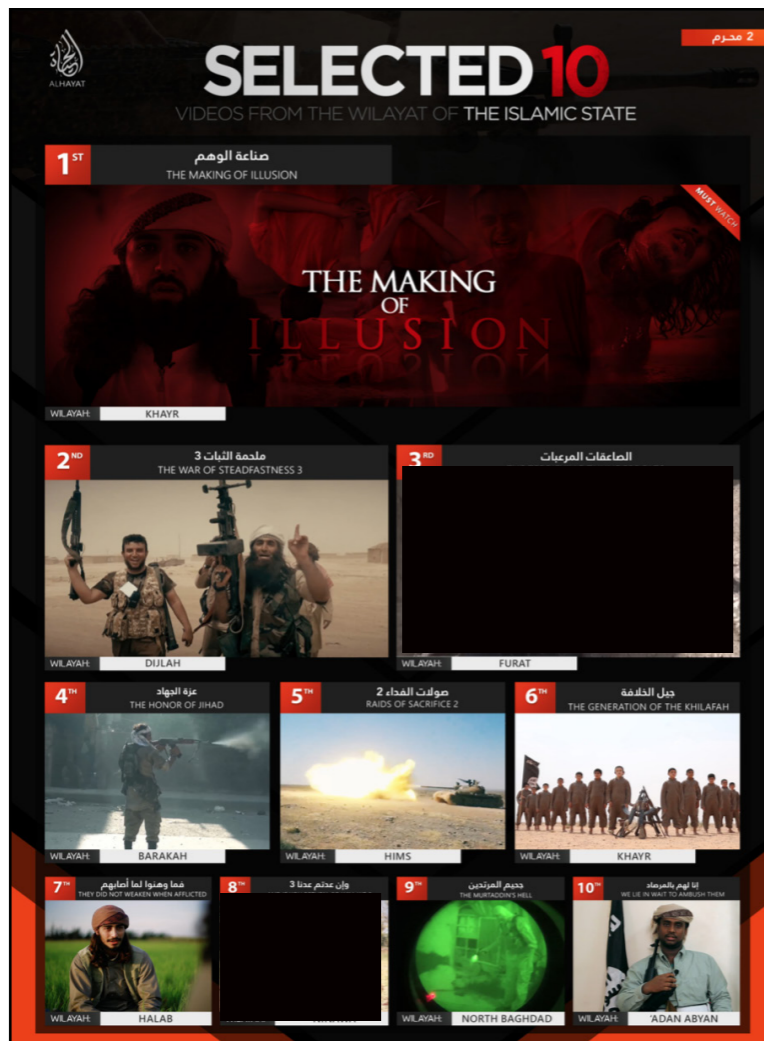 ALHAYAT
2 محرم
SELECTED 10
VIDEOS FROM THE WILAYAT OF THE ISLAMIC STATE
1ST
صناعة الوهم
THE MAKING OF ILLUSION
MUST WATCH
THE MAKING
OF
ILLUSION
WILAYAH: KHAYR
2ND
ملحمة الثبات 3
THE WAR OF STEADFASTNESS 3
WILAYAH: DIJLAH
3RD
الصاعقات المرعبات
WILAYAH: FURAT
4TH
عزة الجهاد
THE HONOR OF JIHAD
WILAYAH: BARAKAH
5TH
صولات الفداء 2
RAIDS OF SACRIFICE 2
WILAYAH: HIMS
6TH
جيل الخلافة
THE GENERATION OF THE KHILAFAH
WILAYAH: KHAYR
7TH
فما وهنوا لما أصابهم
THEY DID NOT WEAKEN WHEN AFFLICTED
WILAYAH: HALAB
8TH
وإن عدتم عدنا 3
9TH
جحيم المرتدين
THE MURTADDIN'S HELL
WILAYAH: NORTH BAGHDAD
10TH
إنا لهم بالمرصاد
WE LIE IN WAIT TO AMBUSH THEM
WILAYAH: 'ADAN ABYAN